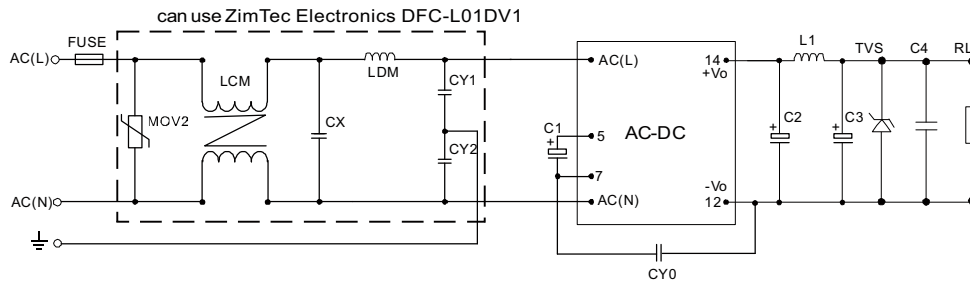 can use ZimTec Electronics DFC-L01DV1
FUSE
AC(L)
LCM
LDM
CY1
MOV2
CX
CY2
AC(N)
AC(L)
14
+Vo
C1
+
5
AC-DC
7
-Vo
AC(N)
12
CY0
L1
TVS
C4
RL
C2
+
C3
+